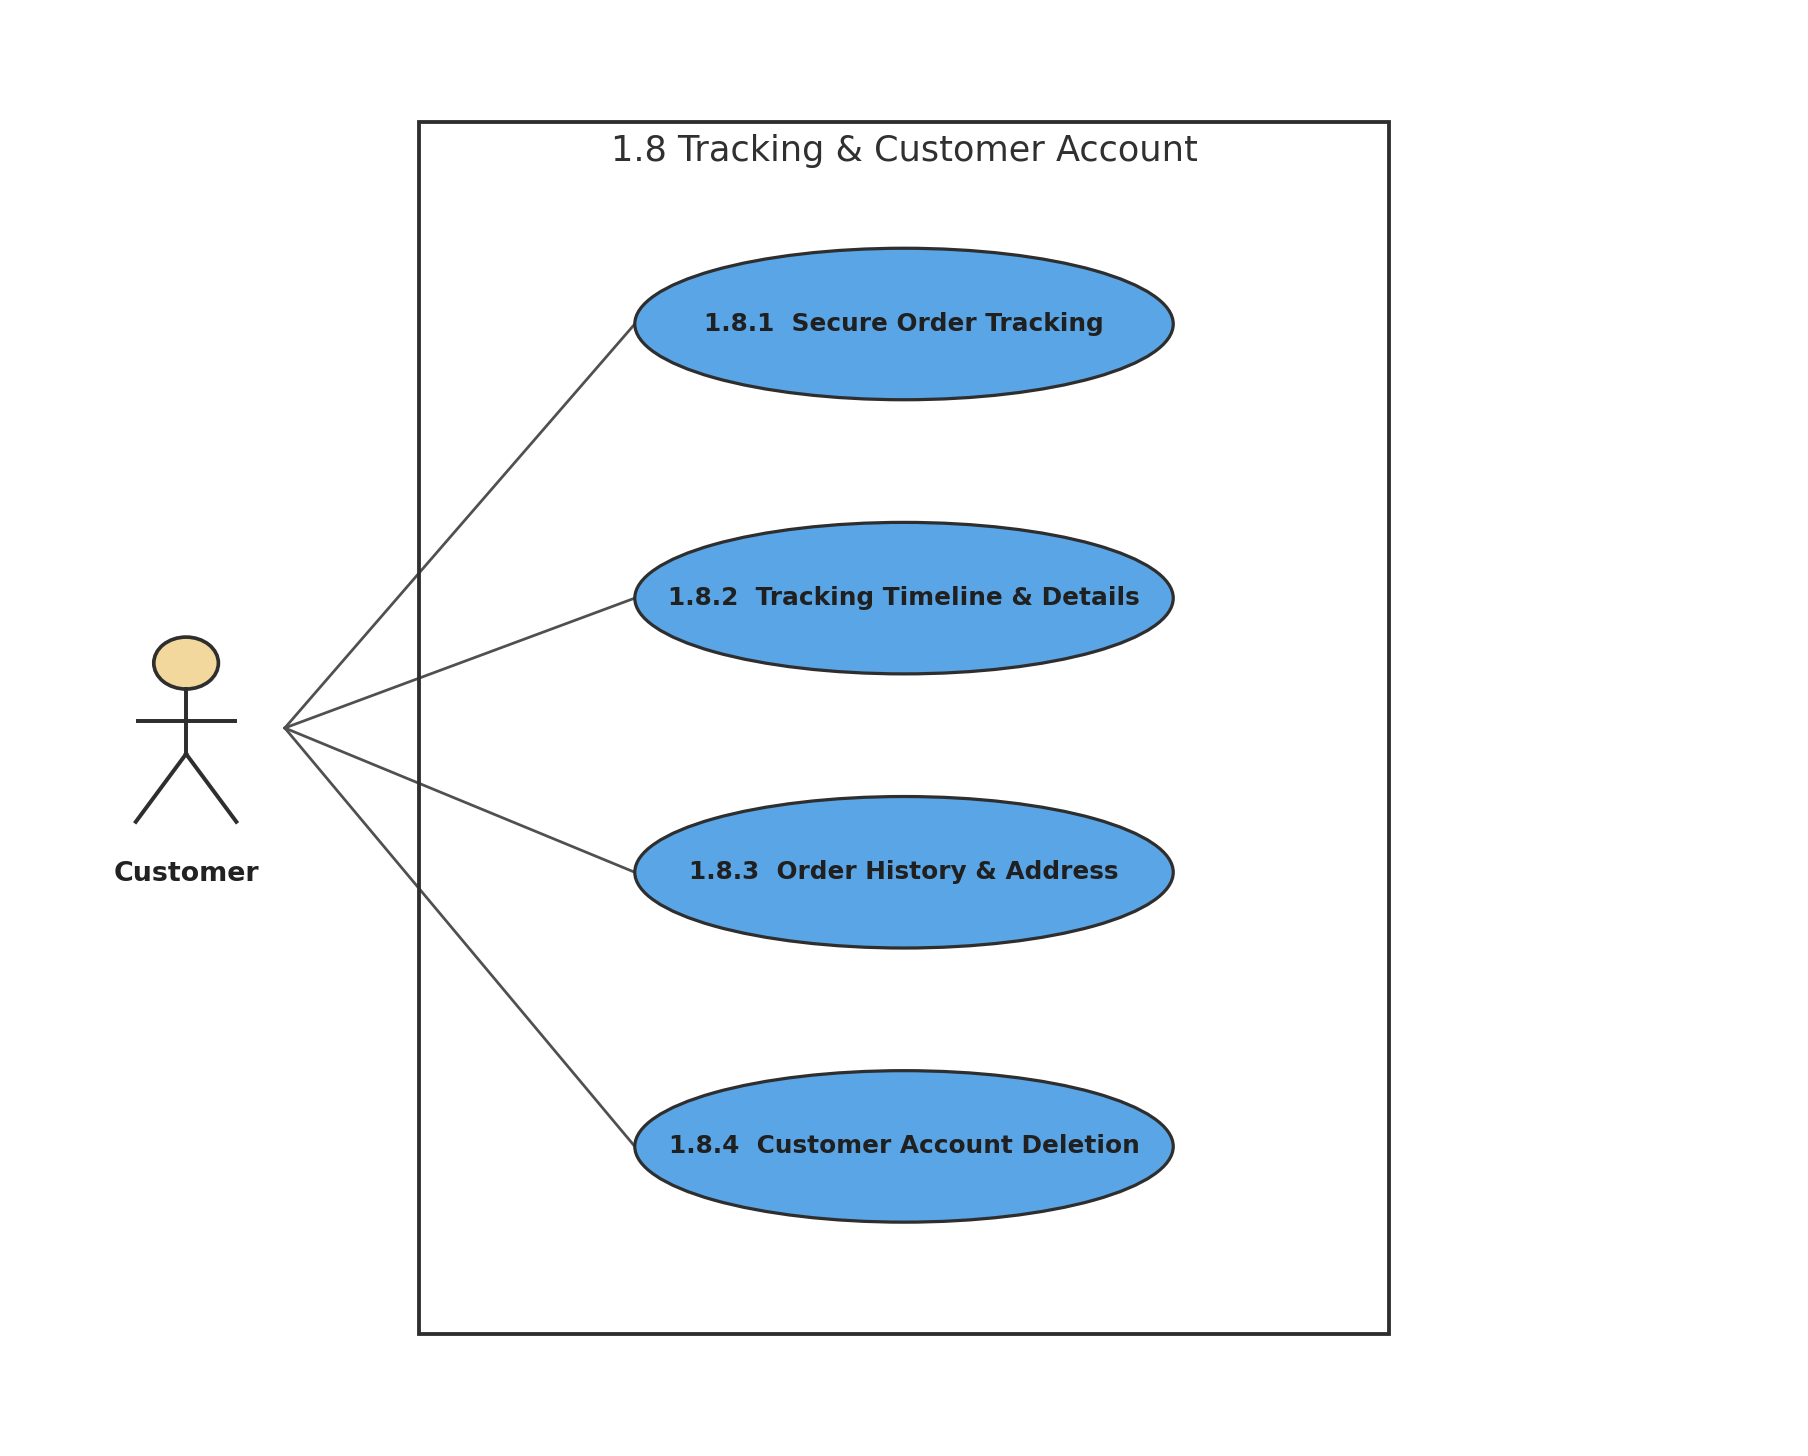 1.8 Tracking & Customer Account
1.8.1  Secure Order Tracking
1.8.2  Tracking Timeline & Details
1.8.3  Order History & Address
Customer
1.8.4  Customer Account Deletion